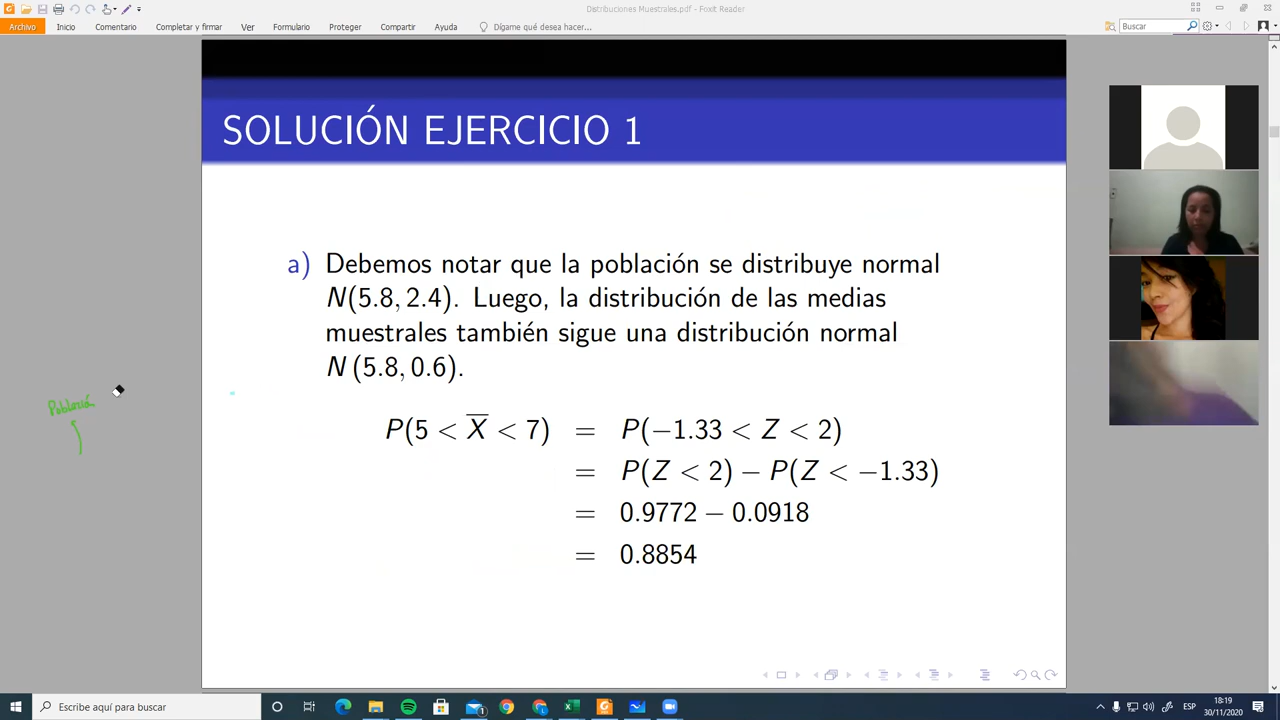 Distribuciones Muestrales.pdf - Foxit Reader
Archivo Inicio Comentario Completar y firmar Ver Formulario Proteger Compartir Ayuda Dígame qué desea hacer... Buscar
SOLUCIÓN EJERCICIO 1
a) Debemos notar que la población se distribuye normal
N(5.8, 2.4). Luego, la distribución de las medias
muestrales también sigue una distribución normal
N (5.8, 0.6).
Población
P(5 < X̅ < 7) = P(−1.33 < Z < 2)
= P(Z < 2) − P(Z < −1.33)
= 0.9772 − 0.0918
= 0.8854
Escribe aquí para buscar
1
ESP
18:19
30/11/2020